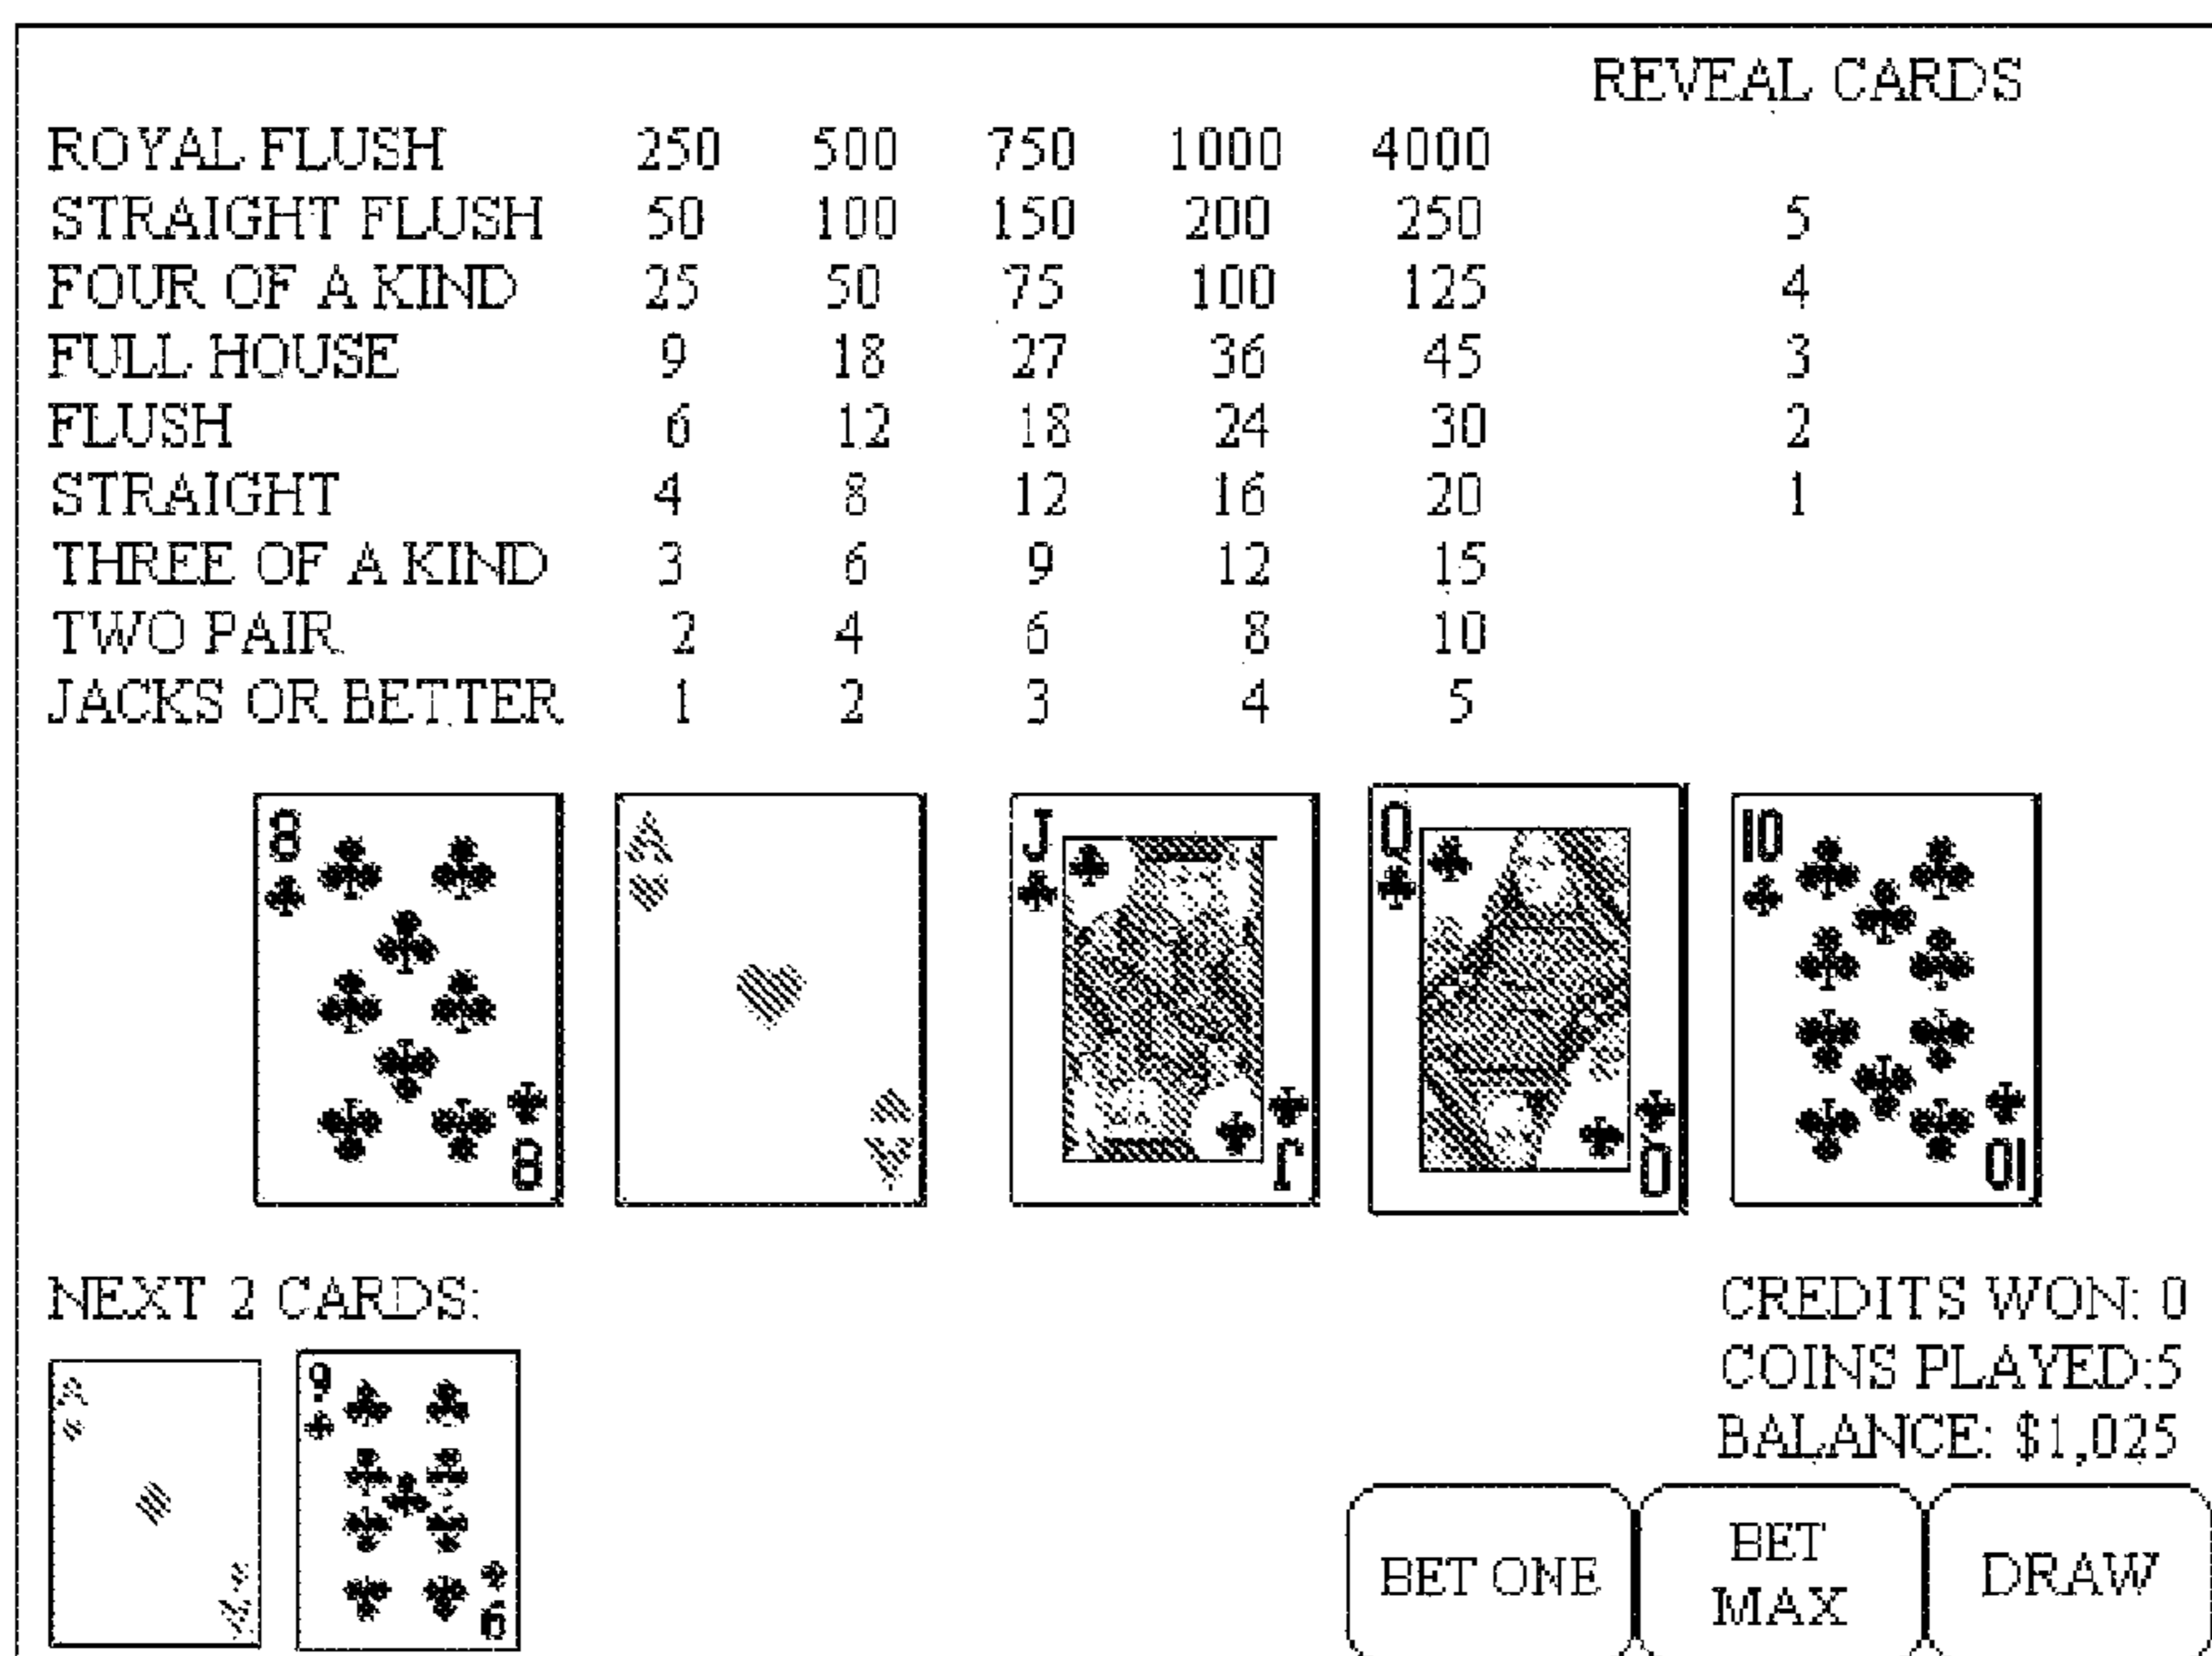 REVEAL CARDS
ROYAL FLUSH 250 500 750 1000 4000
STRAIGHT FLUSH 50 100 150 200 250 5
FOUR OF A KIND 25 50 75 100 125 4
FULL HOUSE 9 18 27 36 45 3
FLUSH 6 12 18 24 30 2
STRAIGHT 4 8 12 16 20 1
THREE OF A KIND 3 6 9 12 15
TWO PAIR 2 4 6 8 10
JACKS OR BETTER 1 2 3 4 5
8 A J Q 10
8 A J Q 10
NEXT 2 CARDS:
CREDITS WON: 0
COINS PLAYED:5
BALANCE: $1,025
A 9
A 9
BET ONE
BET
MAX
DRAW